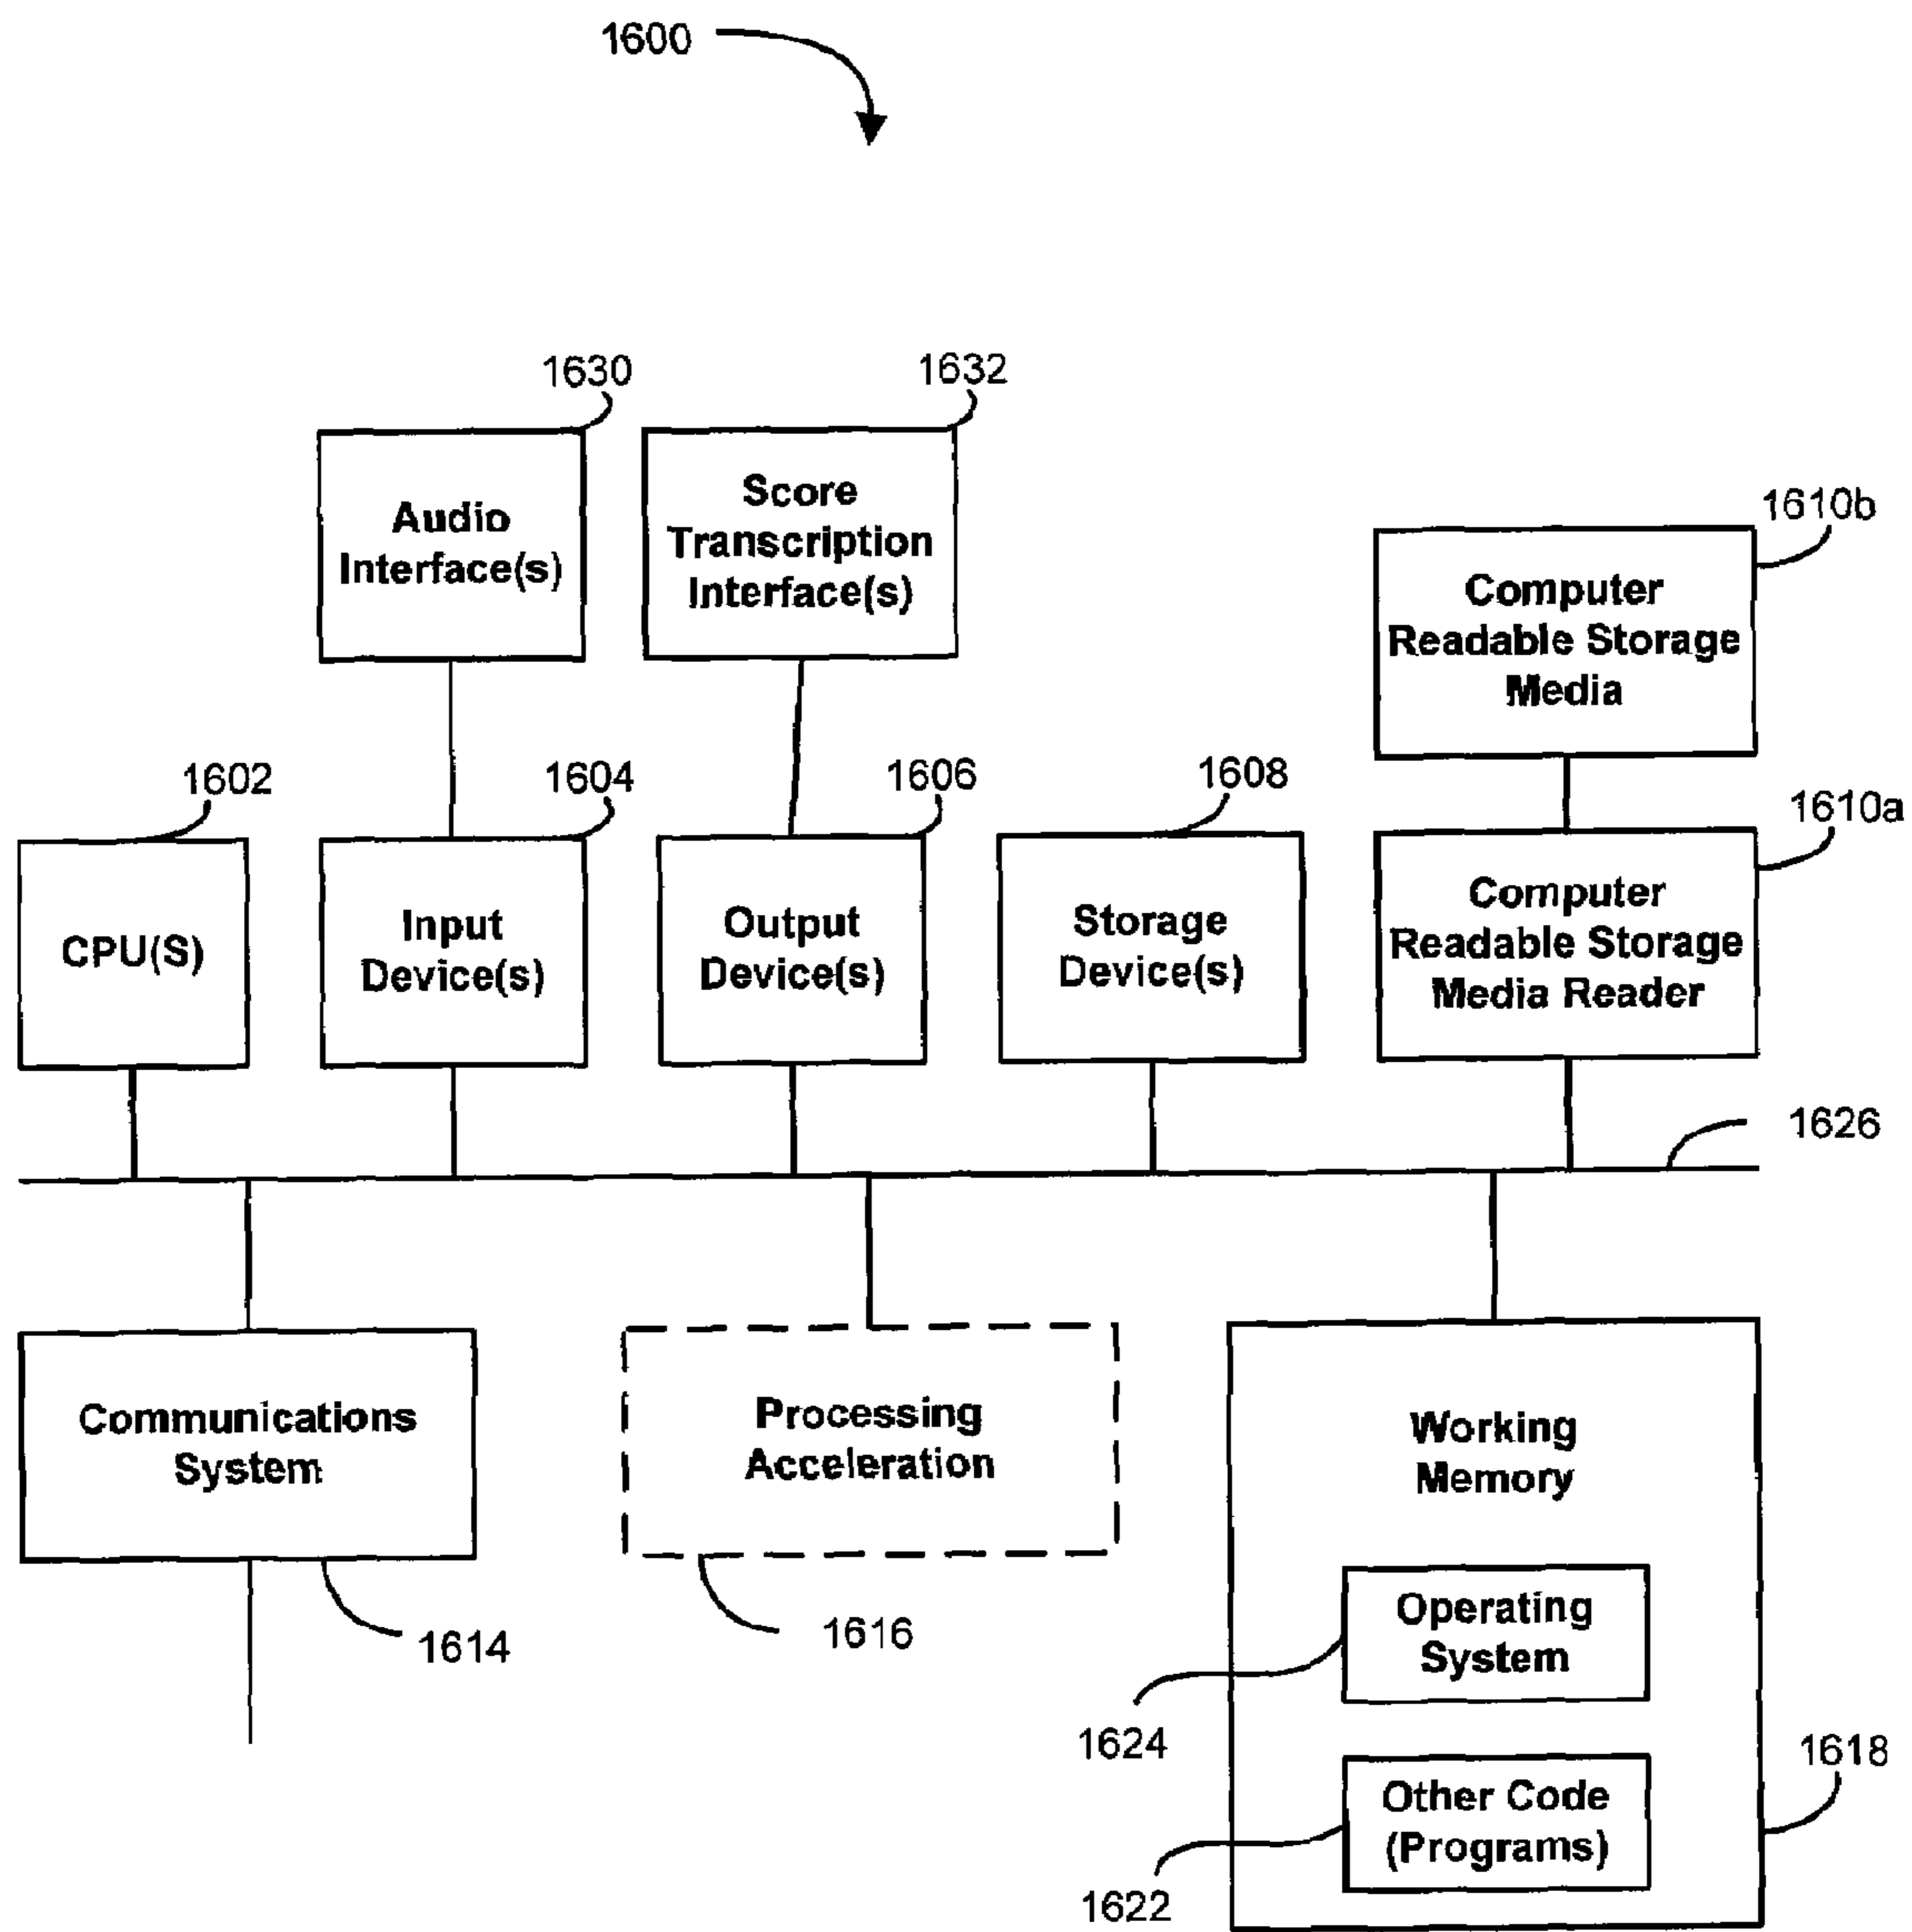 1600
1630
1632
Audio
Interface(s)
Score
Transcription
Interface(s)
1610b
Computer
Readable Storage
Media
1602
1604
1606
1608
1610a
CPU(S)
Input
Device(s)
Output
Device(s)
Storage
Device(s)
Computer
Readable Storage
Media Reader
1626
Communications
System
1614
Processing
Acceleration
1616
Working
Memory
Operating
System
1624
Other Code
(Programs)
1622
1618